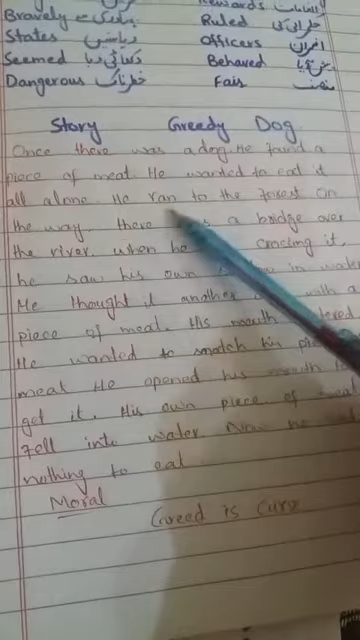 Rewards
Bravely بہادری سے Ruled حکمرانی کی
States ریاستیں Officers افسران
Seemed دکھائی دیا Behaved
Dangerous خطرناک Fair منصف
Story Greedy Dog
Once there was a dog. He found a
piece of meat. He wanted to eat it
all alone. He ran to the forest on
the way. there a bridge over
the river. when he cracling it,
he saw his own in water
He thought it another with a
piece of meat. His mouth
He wanted to snatch his
meat He opened his mouth to
get it. His own piece of meat
fell into water. Now he
nothing to eat
Moral
Greed is curse